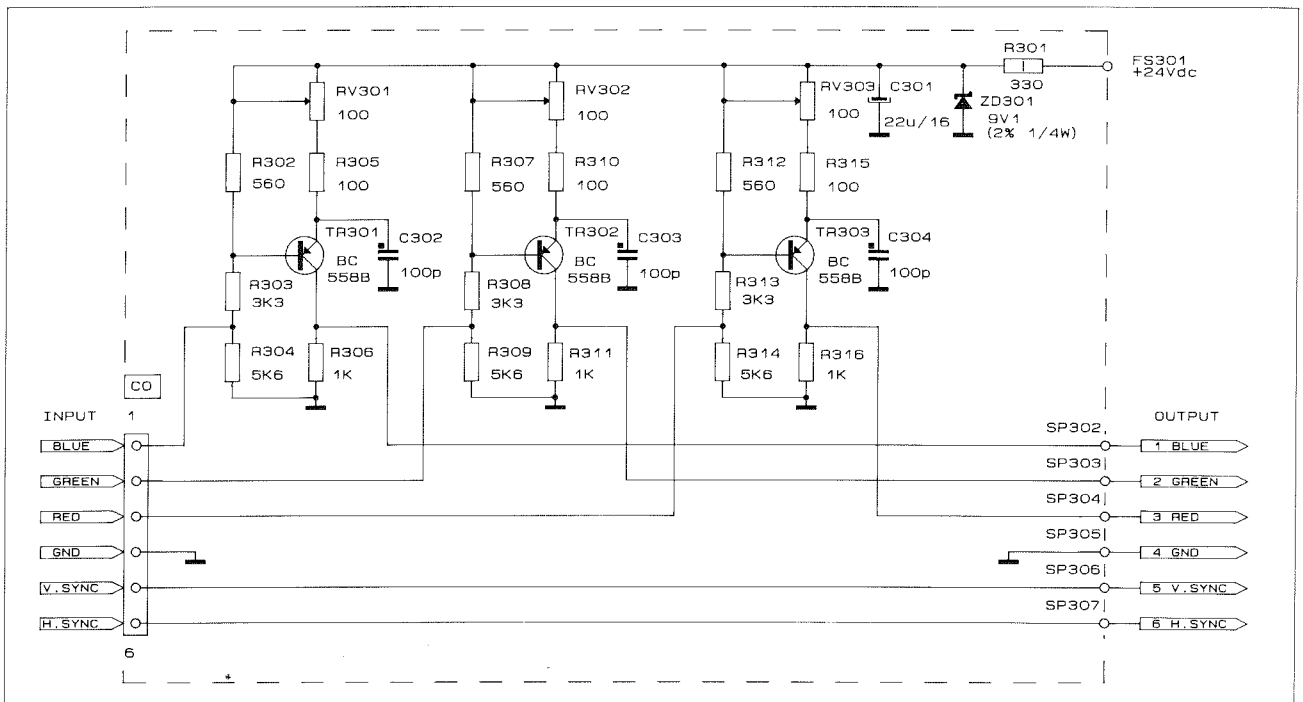 R301
330
FS301
+24Vdc
RV301
100
RV302
100
RV303
100
C301
22u/16
ZD301
9V1
(2% 1/4W)
R302
560
R305
100
R307
560
R310
100
R312
560
R315
100
TR301
BC
558B
C302
100p
TR302
BC
558B
C303
100p
TR303
BC
558B
C304
100p
R303
3K3
R308
3K3
R313
3K3
R304
5K6
R306
1K
R309
5K6
R311
1K
R314
5K6
R316
1K
CO
INPUT
1
OUTPUT
BLUE
SP302
1 BLUE
GREEN
SP303
2 GREEN
RED
SP304
3 RED
GND
SP305
4 GND
V.SYNC
SP306
5 V.SYNC
H.SYNC
SP307
6 H.SYNC
6
*